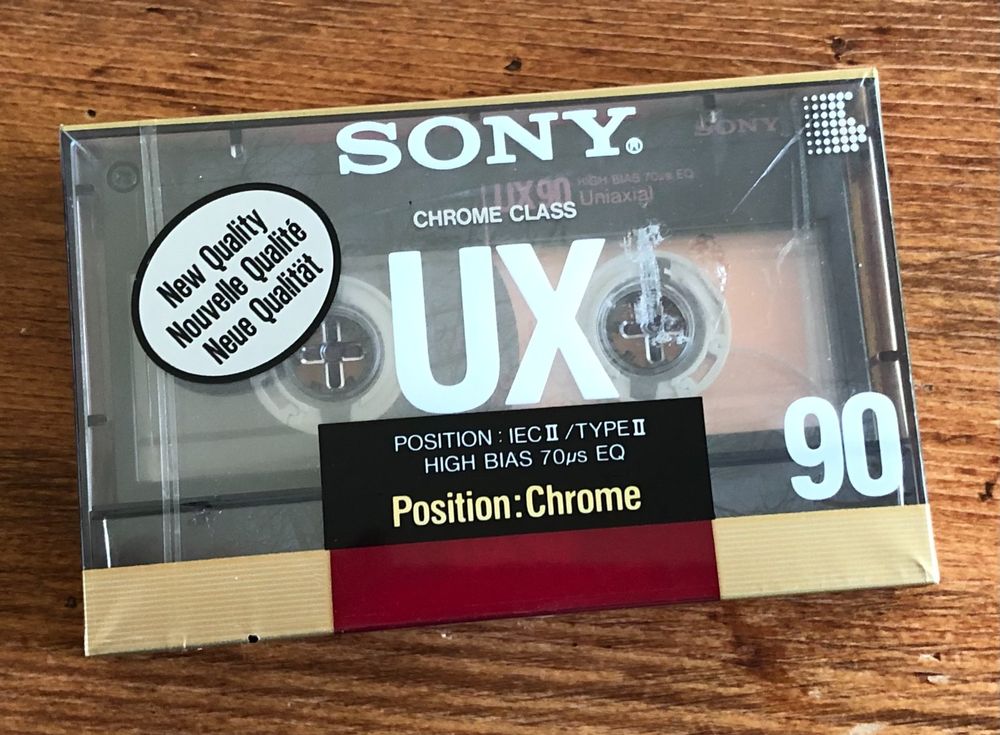 SONY®
SONY
UX90 HIGH BIAS 70µs EQ
Uniaxial
CHROME CLASS
New Quality
Nouvelle Qualité
Neue Qualität
UX
90
POSITION : IEC II / TYPE II
HIGH BIAS 70µs EQ
Position: Chrome